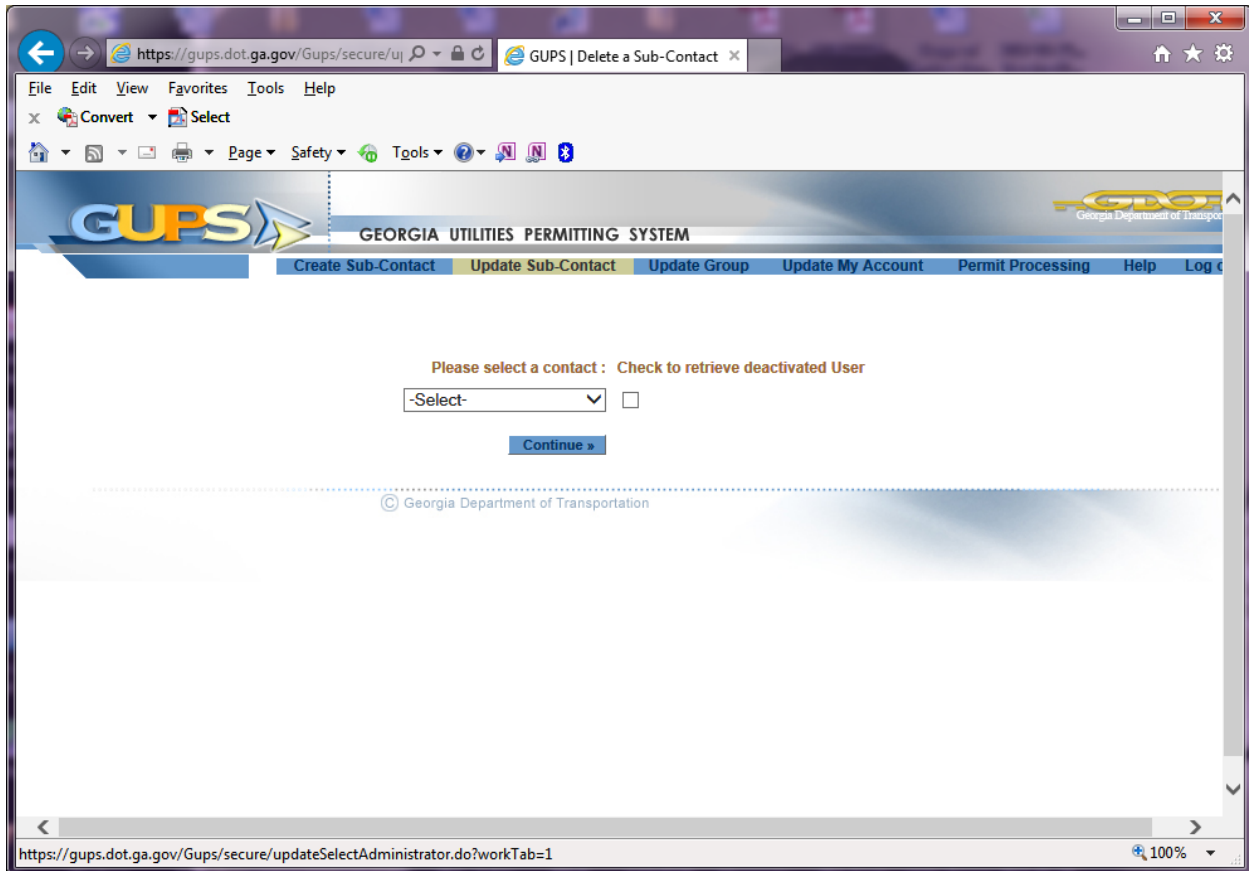 https://gups.dot.ga.gov/Gups/secure/u
GUPS | Delete a Sub-Contact
File Edit View Favorites Tools Help
x Convert Select
Page Safety Tools
GUPS
GDOT
Georgia Department of Transpor
GEORGIA UTILITIES PERMITTING SYSTEM
Create Sub-Contact Update Sub-Contact Update Group Update My Account Permit Processing Help Log
Please select a contact : Check to retrieve deactivated User
-Select-
Continue »
© Georgia Department of Transportation
https://gups.dot.ga.gov/Gups/secure/updateSelectAdministrator.do?workTab=1
100%